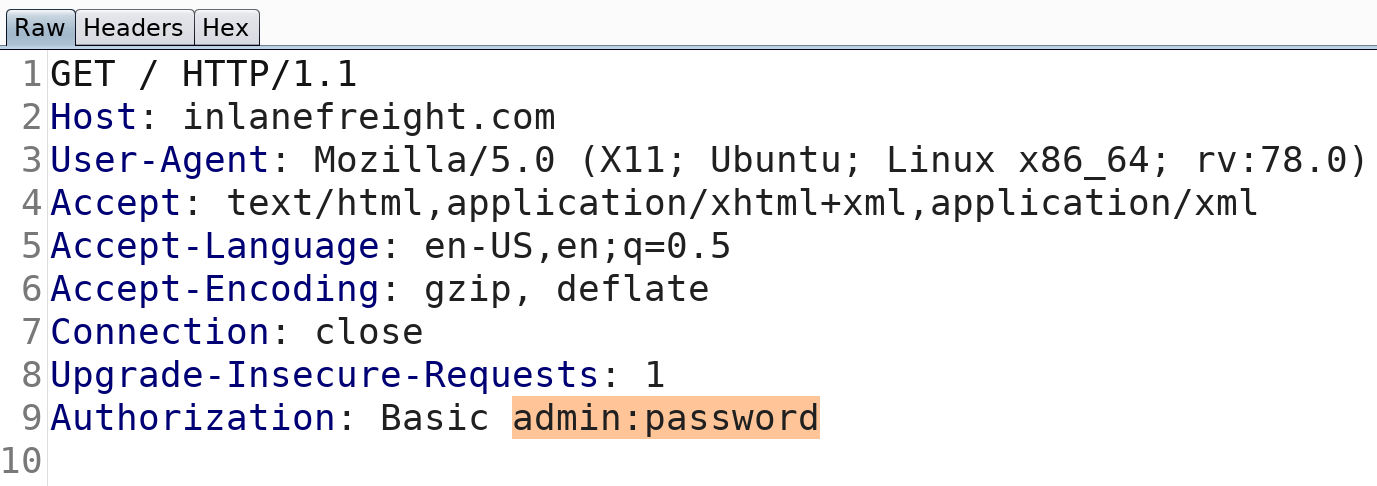 Raw Headers Hex
1 GET / HTTP/1.1
2 Host: inlanefreight.com
3 User-Agent: Mozilla/5.0 (X11; Ubuntu; Linux x86_64; rv:78.0)
4 Accept: text/html,application/xhtml+xml,application/xml
5 Accept-Language: en-US,en;q=0.5
6 Accept-Encoding: gzip, deflate
7 Connection: close
8 Upgrade-Insecure-Requests: 1
9 Authorization: Basic admin:password
10